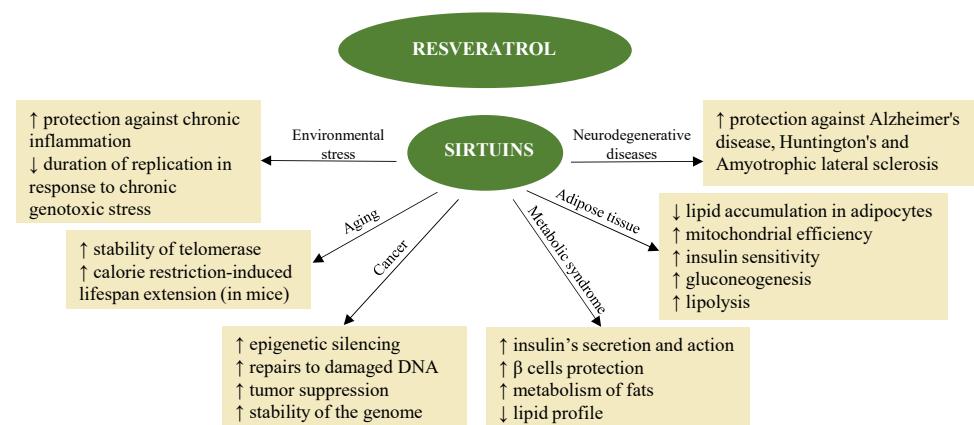 RESVERATROL
SIRTUINS
Environmental
stress
↑ protection against chronic
inflammation
↓ duration of replication in
response to chronic
genotoxic stress
Neurodegenerative
diseases
↑ protection against Alzheimer's
disease, Huntington's and
Amyotrophic lateral sclerosis
Aging
↑ stability of telomerase
↑ calorie restriction-induced
lifespan extension (in mice)
Adipose tissue
↓ lipid accumulation in adipocytes
↑ mitochondrial efficiency
↑ insulin sensitivity
↑ gluconeogenesis
↑ lipolysis
Cancer
↑ epigenetic silencing
↑ repairs to damaged DNA
↑ tumor suppression
↑ stability of the genome
Metabolic syndrome
↑ insulin’s secretion and action
↑ β cells protection
↑ metabolism of fats
↓ lipid profile